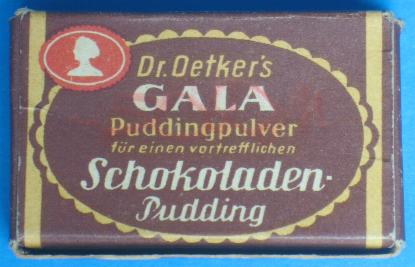 Dr. Oetker's
GALA
Puddingpulver
für einen vortrefflichen
Schokoladen-
Pudding